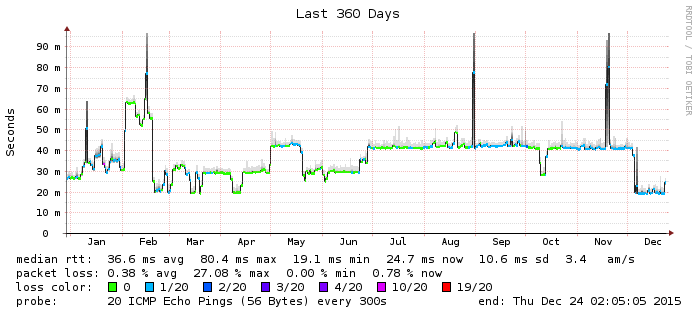 Last 360 Days
RRDTOOL / TOBI OETIKER
Seconds
90 m
80 m
70 m
60 m
50 m
40 m
30 m
20 m
10 m
0
Jan Feb Mar Apr May Jun Jul Aug Sep Oct Nov Dec
median rtt: 36.6 ms avg 80.4 ms max 19.1 ms min 24.7 ms now 10.6 ms sd 3.4 am/s
packet loss: 0.38 % avg 27.08 % max 0.00 % min 0.78 % now
loss color: 0 1/20 2/20 3/20 4/20 10/20 19/20
probe: 20 ICMP Echo Pings (56 Bytes) every 300s end: Thu Dec 24 02:05:05 2015